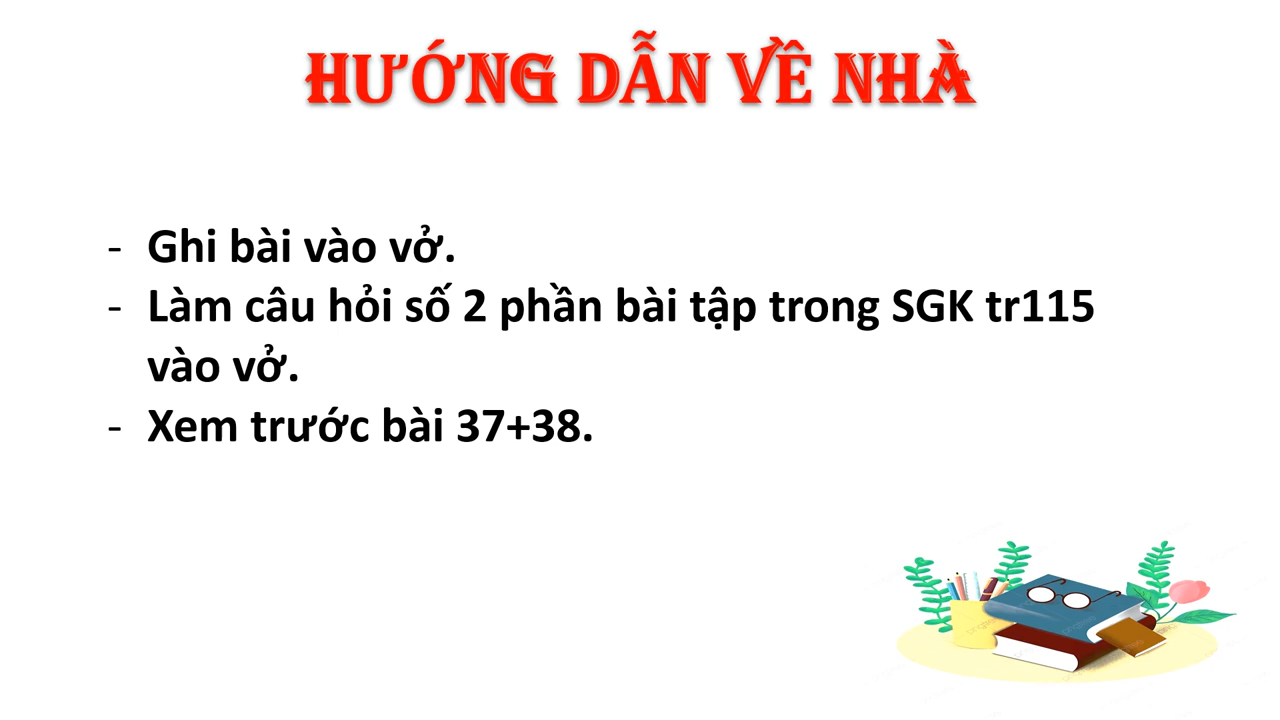 HƯỚNG DẪN VỀ NHÀ
- Ghi bài vào vở.
- Làm câu hỏi số 2 phần bài tập trong SGK tr115
vào vở.
- Xem trước bài 37+38.